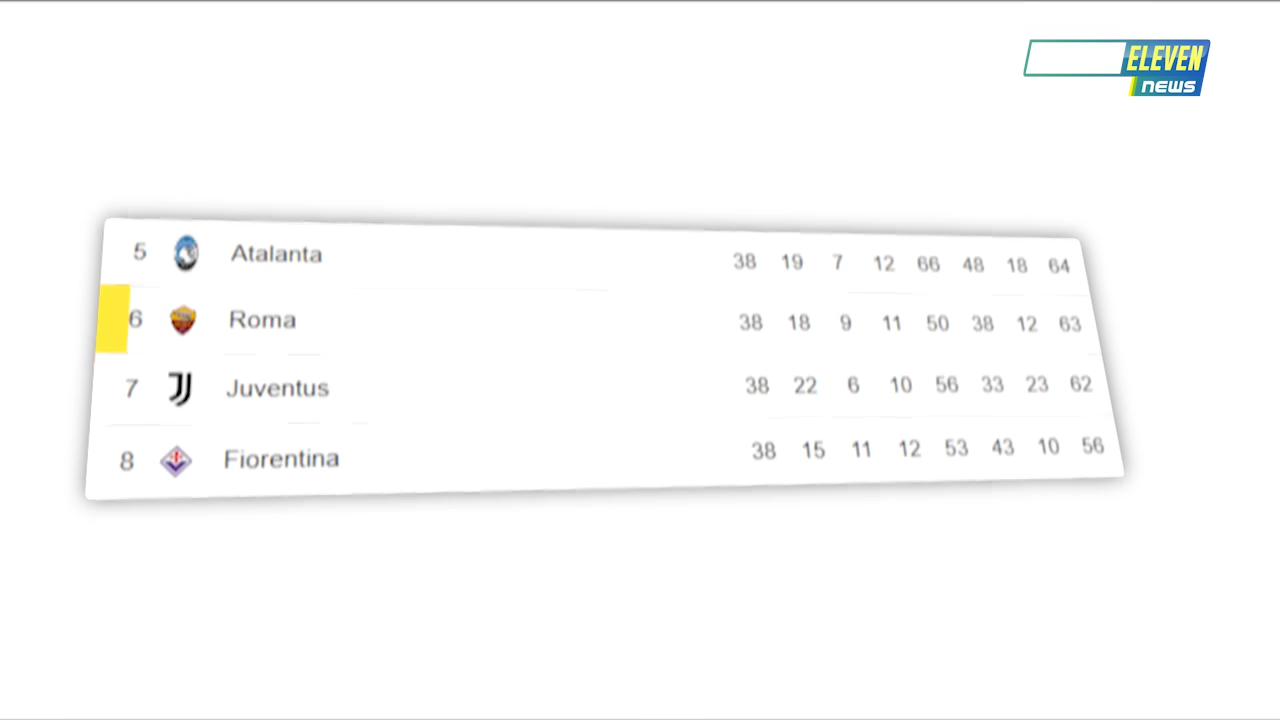 ELEVEN
news
5 Atalanta 38 19 7 12 66 48 18 64
6 Roma 38 18 9 11 50 38 12 63
7 Juventus 38 22 6 10 56 33 23 62
8 Fiorentina 38 15 11 12 53 43 10 56